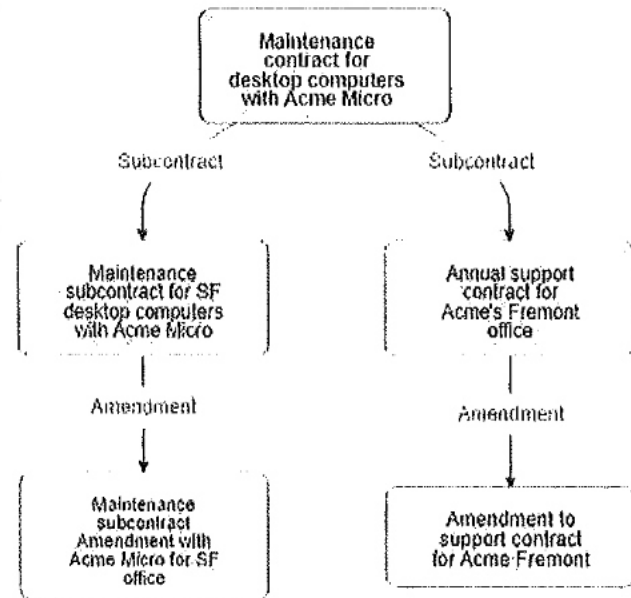 Maintenance
contract for
desktop computers
with Acme Micro
Subcontract
Subcontract
Maintenance
subcontract for SF
desktop computers
with Acme Micro
Annual support
contract for
Acme's Fremont
office
Amendment
Amendment
Maintenance
subcontract
Amendment with
Acme Micro for SF
office
Amendment to
support contract
for Acme Fremont